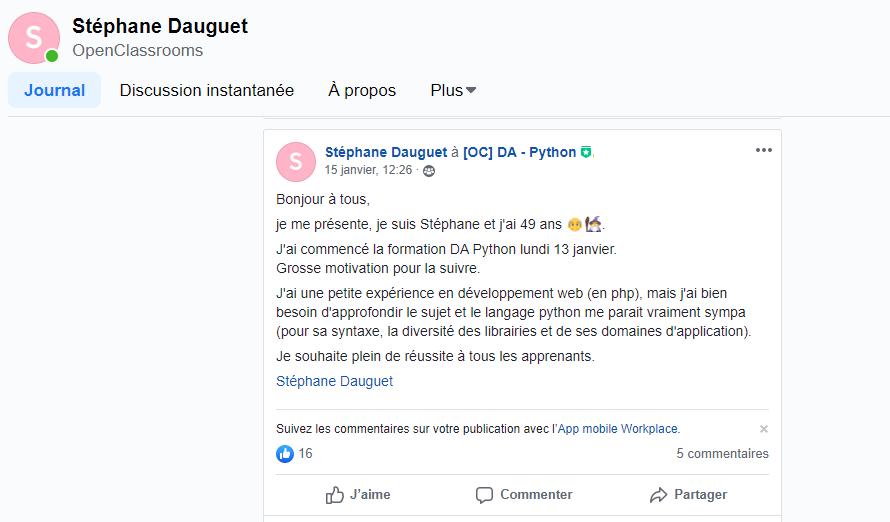 S
Stéphane Dauguet
OpenClassrooms
Journal Discussion instantanée À propos Plus
S
Stéphane Dauguet à [OC] DA - Python
15 janvier, 12:26 ·
Bonjour à tous,
je me présente, je suis Stéphane et j'ai 49 ans 👴🧙.
J'ai commencé la formation DA Python lundi 13 janvier.
Grosse motivation pour la suivre.
J'ai une petite expérience en développement web (en php), mais j'ai bien
besoin d'approfondir le sujet et le langage python me parait vraiment sympa
(pour sa syntaxe, la diversité des librairies et de ses domaines d'application).
Je souhaite plein de réussite à tous les apprenants.
Stéphane Dauguet
Suivez les commentaires sur votre publication avec l'App mobile Workplace. ×
16 5 commentaires
J'aime Commenter Partager